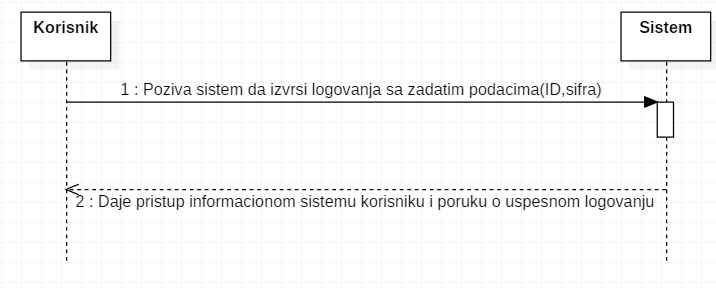 Korisnik
Sistem
1 : Poziva sistem da izvrsi logovanja sa zadatim podacima(ID,sifra)
2 : Daje pristup informacionom sistemu korisniku i poruku o uspesnom logovanju